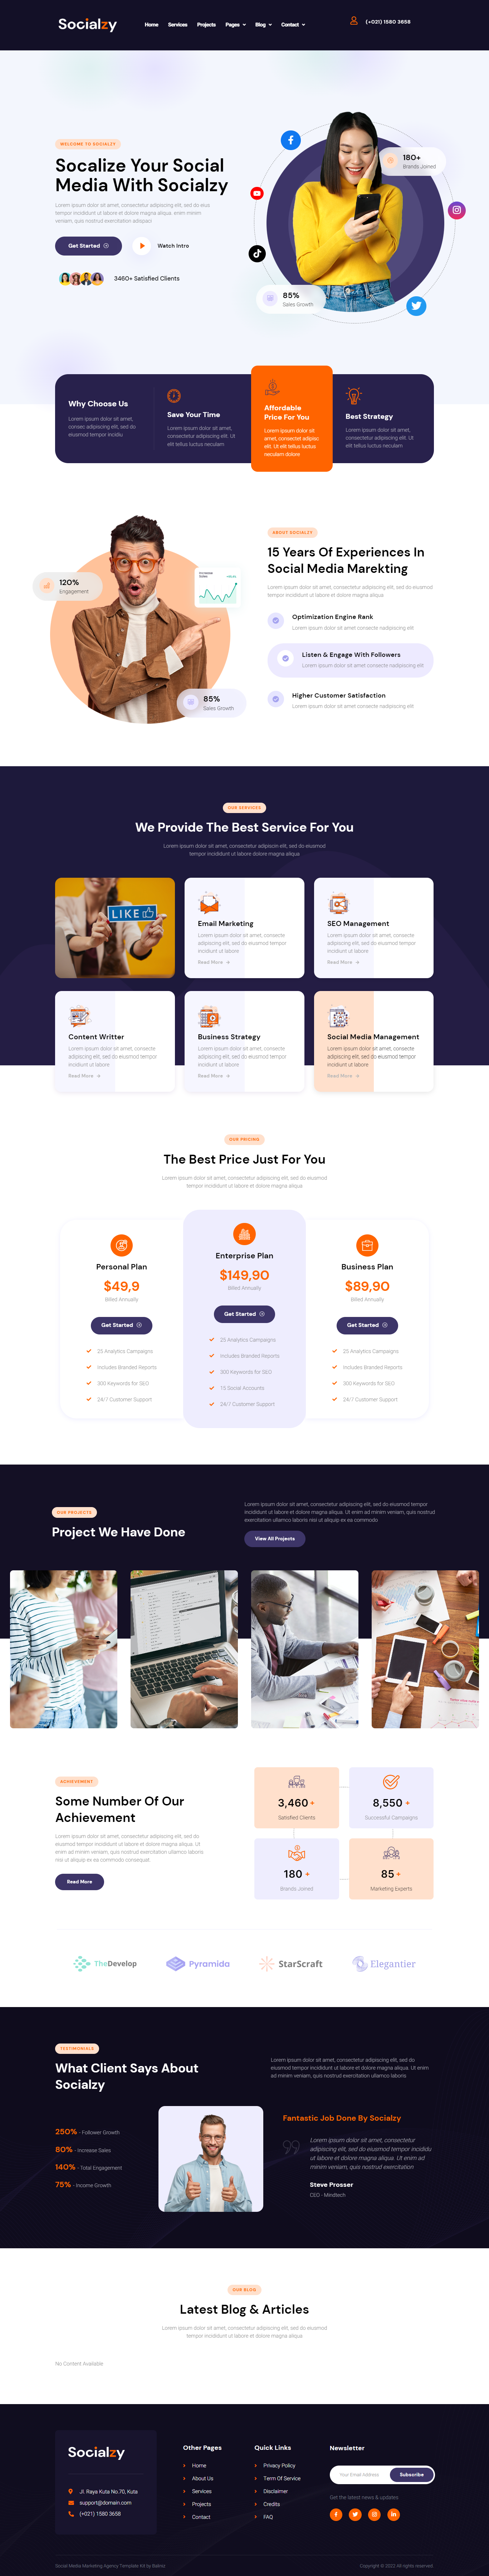 Socialzy
Home Services Projects Pages Blog Contact
(+021) 1580 3658
WELCOME TO SOCIALZY
Socalize Your Social
Media With Socialzy
Lorem ipsum dolor sit amet, consectetur adipiscing elit, sed do eius
tempor incididunt ut labore et dolore magna aliqua. enim minim
veniam, quis nostrud exercitation adipisaci
Get Started
Watch Intro
3460+ Satisfied Clients
180+
Brands Joined
85%
Sales Growth
Why Choose Us
Lorem ipsum dolor sit amet,
consec adipiscing elit, sed do
eiusmod tempor incidiu
Save Your Time
Lorem ipsum dolor sit amet,
consectetur adipiscing elit. Ut
elit tellus luctus neculam
Affordable
Price For You
Lorem ipsum dolor sit
amet, consectet adipisc
elit. Ut elit tellus luctus
neculam dolore
Best Strategy
Lorem ipsum dolor sit amet,
consectetur adipiscing elit. Ut
elit tellus luctus neculam
120%
Engagement
85%
Sales Growth
ABOUT SOCIALZY
15 Years Of Experiences In
Social Media Marekting
Lorem ipsum dolor sit amet, consectetur adipiscing elit, sed do eiusmod
tempor incididunt ut labore et dolore magna aliqua.
Optimization Engine Rank
Lorem ipsum dolor sit amet consecte nadipiscing elit
Listen & Engage With Followers
Lorem ipsum dolor sit amet consecte nadipiscing elit
Higher Customer Satisfaction
Lorem ipsum dolor sit amet consecte nadipiscing elit
OUR SERVICES
We Provide The Best Service For You
Lorem ipsum dolor sit amet, consectetur adipiscin elit, sed do eiusmod
tempor incididunt ut labore dolore magna aliqua
LIKE
Email Marketing
Lorem ipsum dolor sit amet, consecte
adipiscing elit, sed do eiusmod tempor
incidiunt ut labore
Read More
SEO Management
Lorem ipsum dolor sit amet, consecte
adipiscing elit, sed do eiusmod tempor
incidiunt ut labore
Read More
Content Writter
Lorem ipsum dolor sit amet, consecte
adipiscing elit, sed do eiusmod tempor
incidiunt ut labore
Read More
Business Strategy
Lorem ipsum dolor sit amet, consecte
adipiscing elit, sed do eiusmod tempor
incidiunt ut labore
Read More
Social Media Management
Lorem ipsum dolor sit amet, consecte
adipiscing elit, sed do eiusmod tempor
incidiunt ut labore
Read More
OUR PRICING
The Best Price Just For You
Lorem ipsum dolor sit amet, consectetur adipiscing elit, sed do eiusmod
tempor incididunt ut labore et dolore magna aliqua.
Personal Plan
$49,9
Billed Annually
Get Started
25 Analytics Campaigns
Includes Branded Reports
300 Keywords for SEO
24/7 Customer Support
Enterprise Plan
$149,90
Billed Annually
Get Started
25 Analytics Campaigns
Includes Branded Reports
300 Keywords for SEO
15 Social Accounts
24/7 Customer Support
Business Plan
$89,90
Billed Annually
Get Started
25 Analytics Campaigns
Includes Branded Reports
300 Keywords for SEO
24/7 Customer Support
OUR PROJECTS
Project We Have Done
Lorem ipsum dolor sit amet, consectetur adipiscing elit, sed do eiusmod tempor
incididunt ut labore et dolore magna aliqua. Ut enim ad minim veniam, quis nostrud
exercitation ullamco laboris nisi ut aliquip ex ea commodo
View All Projects
ACHIEVEMENT
Some Number Of Our
Achievement
Lorem ipsum dolor sit amet, consectetur adipiscing elit, sed do eiusmod
tempor incididunt ut labore et dolore magna aliqua. Ut enim ad minim
veniam, quis nostrud exercitation ullamco laboris
nisi ut aliquip ex ea commodo consequat.
Read More
3,460 +
Satisfied Clients
8,550 +
Successful Campaigns
180 +
Brands Joined
85 +
Marketing Experts
TheDevelop
Pyramida
StarScraft
Elegantier
TESTIMONIALS
What Client Says About
Socialzy
Lorem ipsum dolor sit amet, consectetur adipiscing elit, sed do
eiusmod tempor incididunt ut labore et dolore magna aliqua. Ut enim
ad minim veniam, quis nostrud exercitation ullamco laboris
250% - Follower Growth
80% - Increase Sales
140% - Total Engagement
75% - Income Growth
Fantastic Job Done By Socialzy
Lorem ipsum dolor sit amet, consectetur
adipiscing elit, sed do eiusmod tempor incididu
ut labore et dolore magna aliqua. Ut enim ad
minim veniam, quis nostrud exercitation
Steve Prosser
CEO - Mindtech
OUR BLOG
Latest Blog & Articles
Lorem ipsum dolor sit amet, consectetur adipiscing elit, sed do eiusmod
tempor incididunt ut labore et dolore magna aliqua.
No Content Available
Socialzy
Jl. Raya Kuta No.70, Kuta
support@domain.com
(+021) 1580 3658
Other Pages
Home
About Us
Services
Projects
Contact
Quick Links
Privacy Policy
Term Of Service
Disclaimer
Credits
FAQ
Newsletter
Your Email Address
Subscribe
Get the latest news & updates
Social Media Marketing Agency Template Kit by Baliniz
Copyright © 2022 All rights reserved.